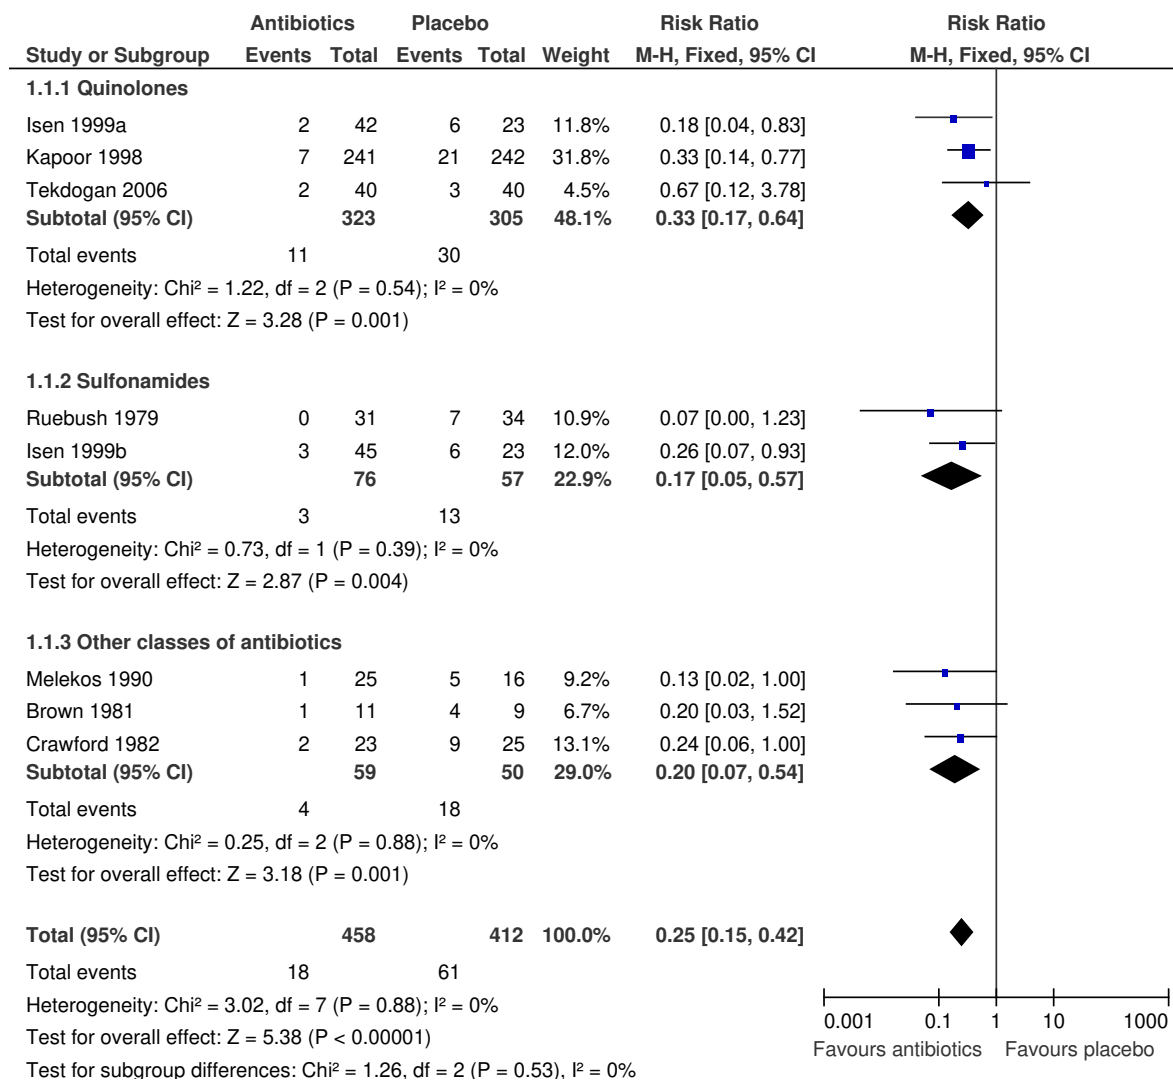 Antibiotics Placebo Risk Ratio Risk Ratio
Study or Subgroup Events Total Events Total Weight M-H, Fixed, 95% CI M-H, Fixed, 95% CI
1.1.1 Quinolones
Isen 1999a 2 42 6 23 11.8% 0.18 [0.04, 0.83]
Kapoor 1998 7 241 21 242 31.8% 0.33 [0.14, 0.77]
Tekdogan 2006 2 40 3 40 4.5% 0.67 [0.12, 3.78]
Subtotal (95% CI) 323 305 48.1% 0.33 [0.17, 0.64]
Total events 11 30
Heterogeneity: Chi² = 1.22, df = 2 (P = 0.54); I² = 0%
Test for overall effect: Z = 3.28 (P = 0.001)
1.1.2 Sulfonamides
Ruebush 1979 0 31 7 34 10.9% 0.07 [0.00, 1.23]
Isen 1999b 3 45 6 23 12.0% 0.26 [0.07, 0.93]
Subtotal (95% CI) 76 57 22.9% 0.17 [0.05, 0.57]
Total events 3 13
Heterogeneity: Chi² = 0.73, df = 1 (P = 0.39); I² = 0%
Test for overall effect: Z = 2.87 (P = 0.004)
1.1.3 Other classes of antibiotics
Melekos 1990 1 25 5 16 9.2% 0.13 [0.02, 1.00]
Brown 1981 1 11 4 9 6.7% 0.20 [0.03, 1.52]
Crawford 1982 2 23 9 25 13.1% 0.24 [0.06, 1.00]
Subtotal (95% CI) 59 50 29.0% 0.20 [0.07, 0.54]
Total events 4 18
Heterogeneity: Chi² = 0.25, df = 2 (P = 0.88); I² = 0%
Test for overall effect: Z = 3.18 (P = 0.001)
Total (95% CI) 458 412 100.0% 0.25 [0.15, 0.42]
Total events 18 61
Heterogeneity: Chi² = 3.02, df = 7 (P = 0.88); I² = 0%
Test for overall effect: Z = 5.38 (P < 0.00001)
Test for subgroup differences: Chi² = 1.26, df = 2 (P = 0.53), I² = 0%
0.001 0.1 1 10 1000
Favours antibiotics Favours placebo